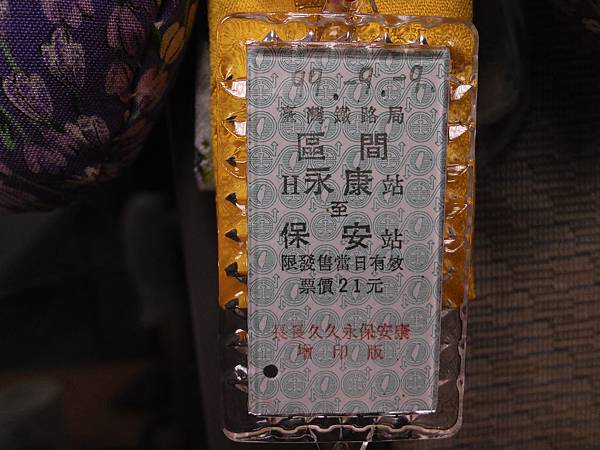 99.9.-9.
臺灣鐵路局
區間
H永康站
至
保安站
限發售當日有效
票價21元
長長久久永保安康
增印版